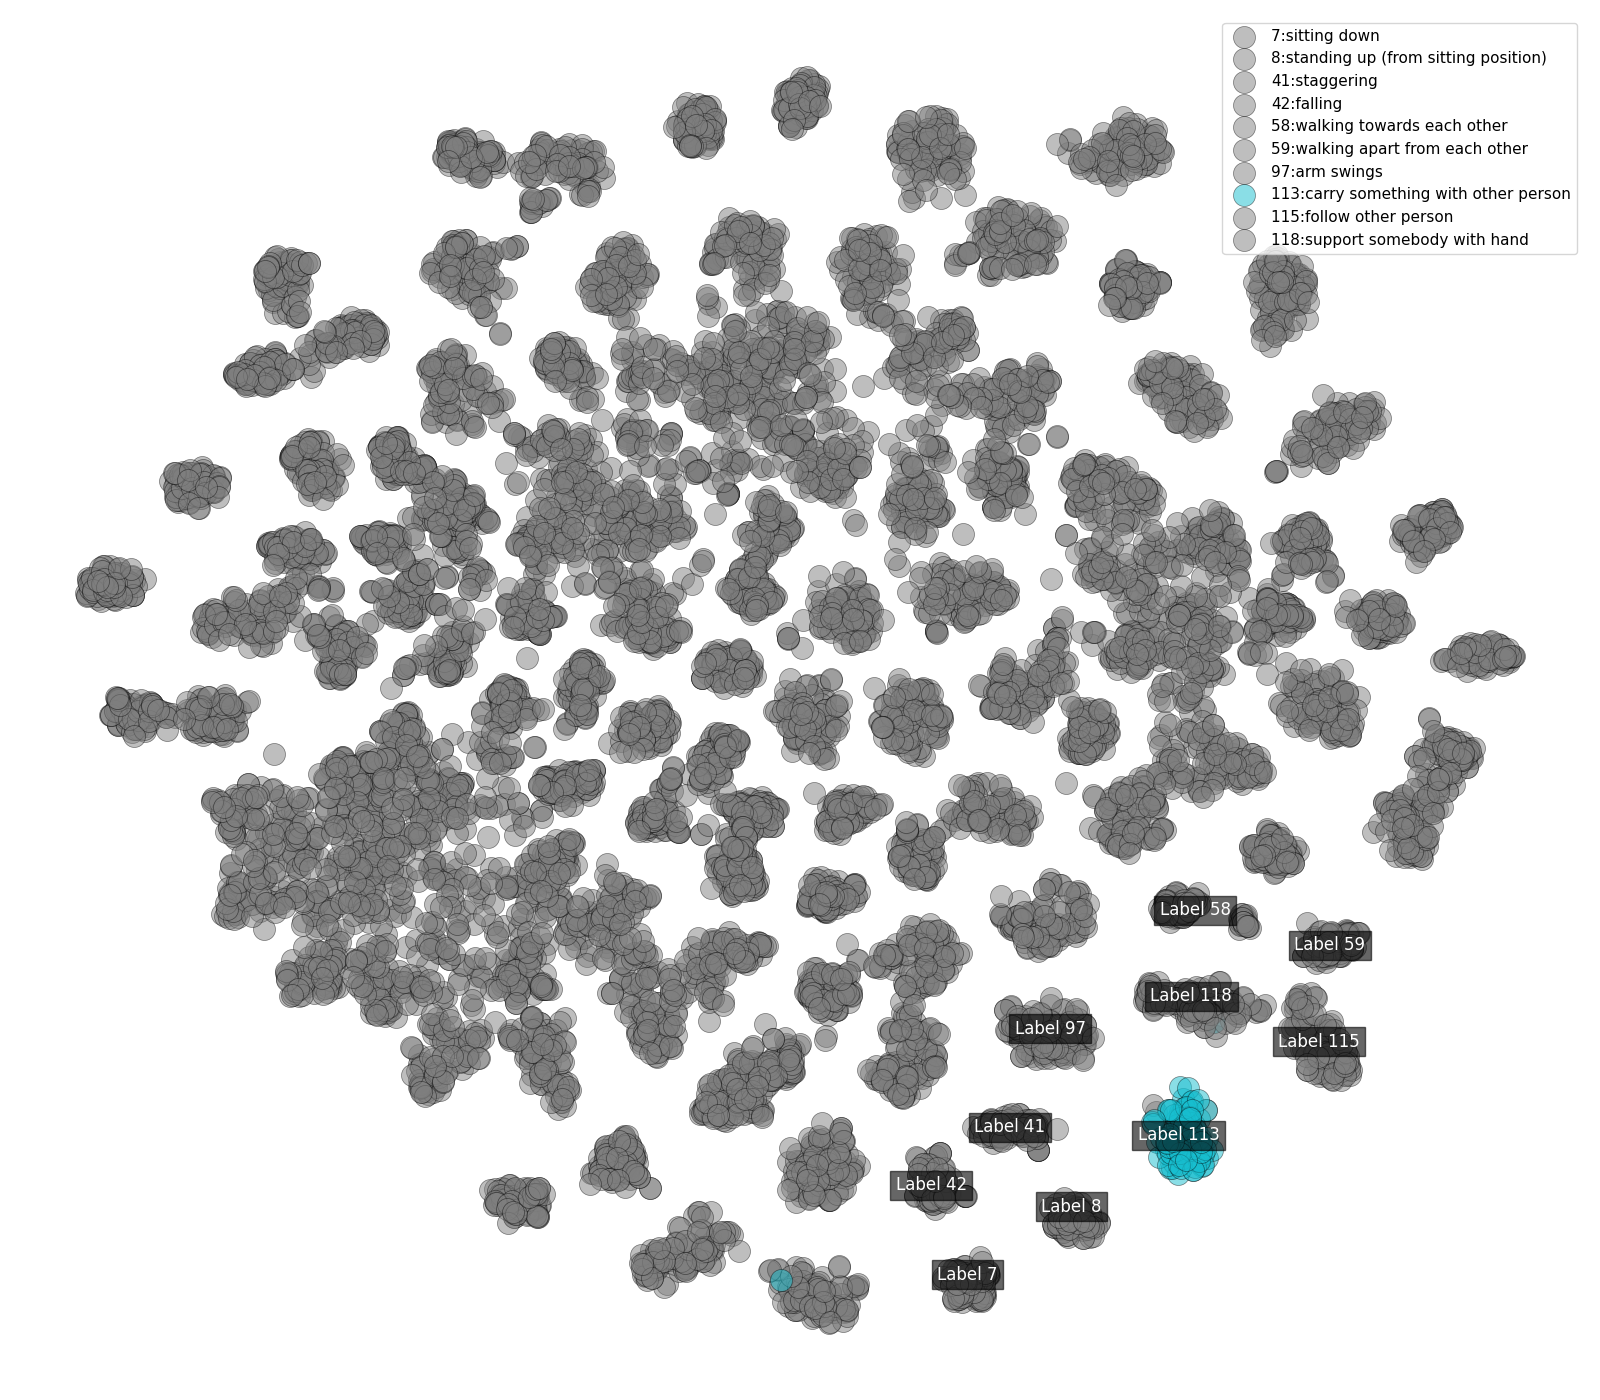 7:sitting down
8:standing up (from sitting position)
41:staggering
42:falling
58:walking towards each other
59:walking apart from each other
97:arm swings
113:carry something with other person
115:follow other person
118:support somebody with hand
Label 58
Label 59
Label 118
Label 97
Label 115
Label 41
Label 113
Label 42
Label 8
Label 7